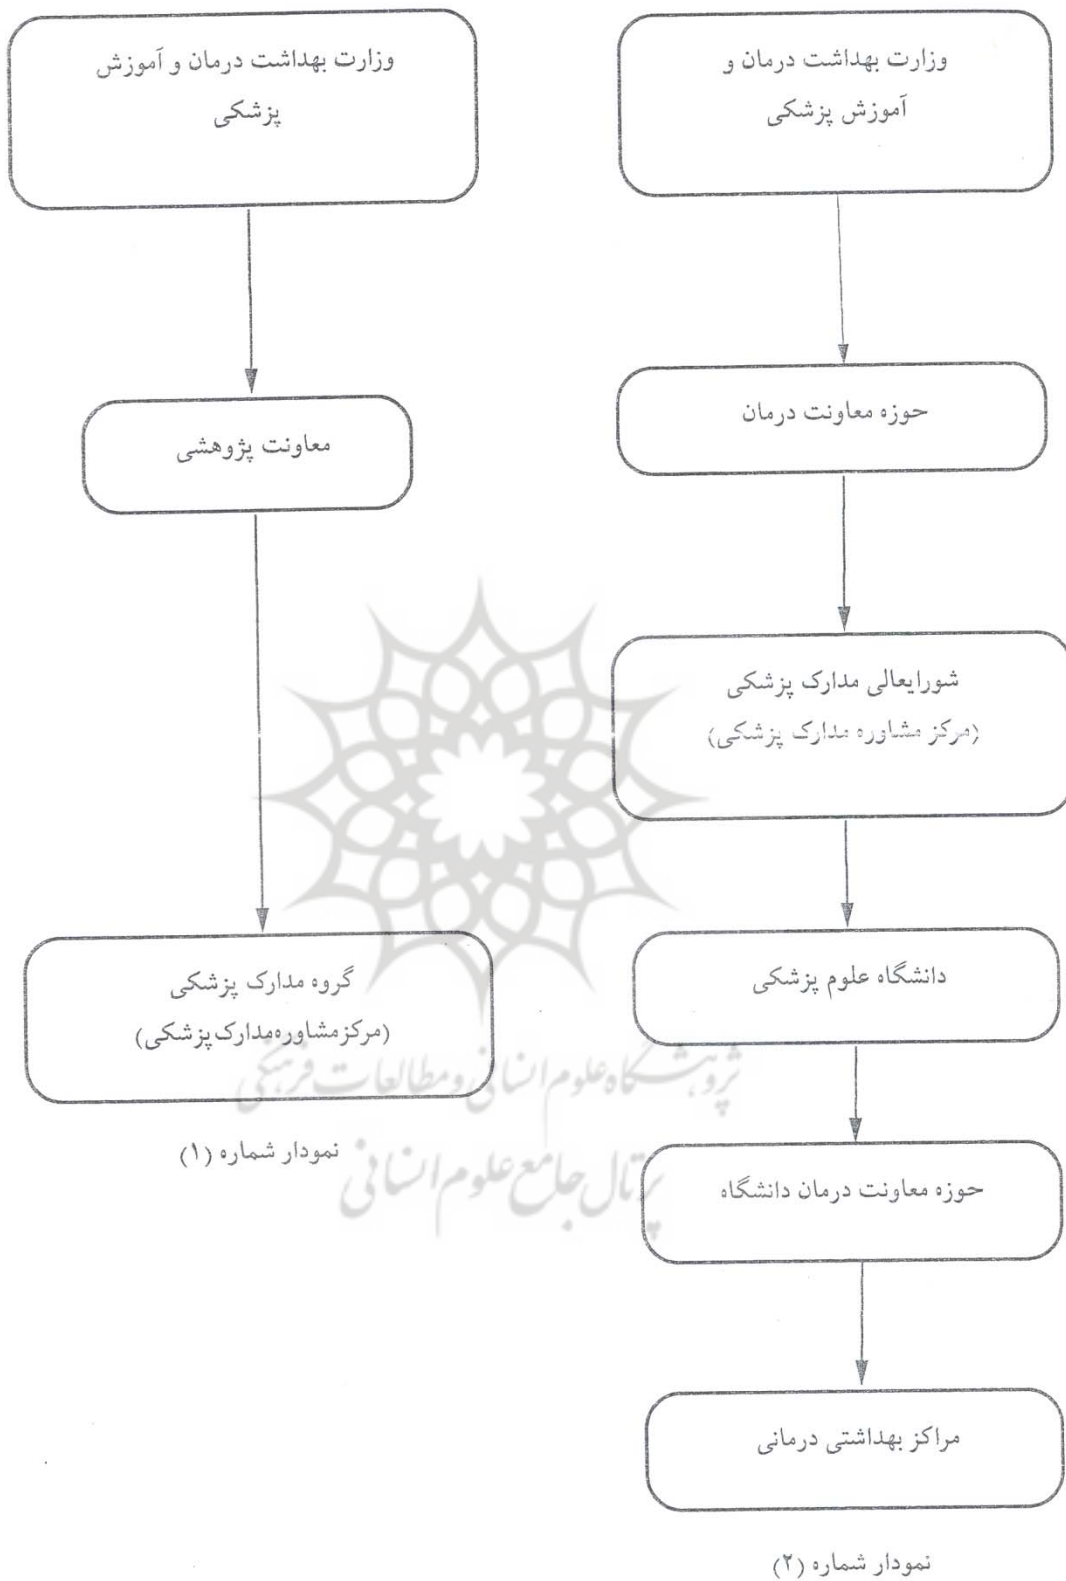 وزارت بهداشت درمان و
آموزش پزشکی
حوزه معاونت درمان
شورایعالی مدارک پزشکی
(مرکز مشاوره مدارک پزشکی)
دانشگاه علوم پزشکی
حوزه معاونت درمان دانشگاه
مراکز بهداشتی درمانی
نمودار شماره (۲)
وزارت بهداشت درمان و آموزش
پزشکی
معاونت پژوهشی
گروه مدارک پزشکی
(مرکز مشاوره مدارک پزشکی)
نمودار شماره (۱)
پژوهشگاه علوم انسانی و مطالعات فرهنگی
پرتال جامع علوم انسانی